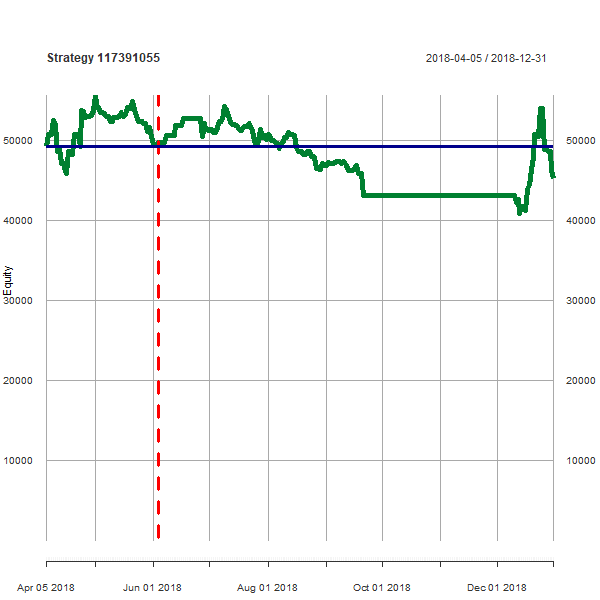 Strategy 117391055
2018-04-05 / 2018-12-31
50000
50000
40000
40000
Equity
30000
30000
20000
20000
10000
10000
Apr 05 2018
Jun 01 2018
Aug 01 2018
Oct 01 2018
Dec 01 2018